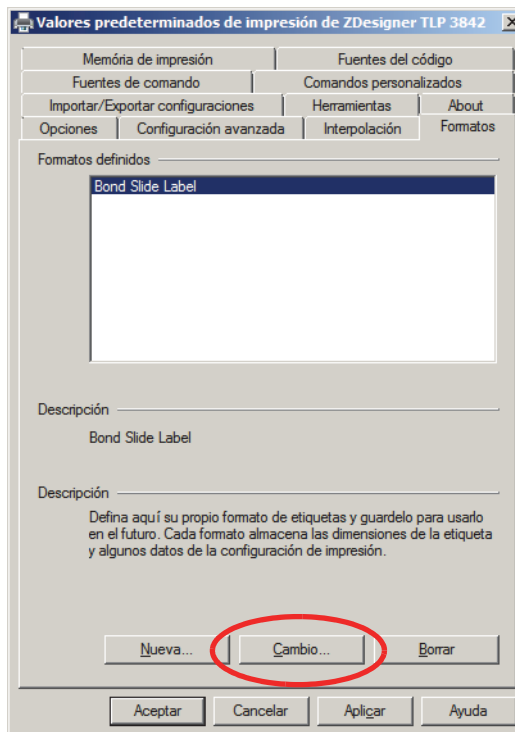 Valores predeterminados de impresión de ZDesigner TLP 3842
Memória de impresión
Fuentes del código
Fuentes de comando
Comandos personalizados
Importar/Exportar configuraciones
Herramientas
About
Opciones
Configuración avanzada
Interpolación
Formatos
Formatos definidos
Bond Slide Label
Descripción
Bond Slide Label
Descripción
Defina aquí su propio formato de etiquetas y guardelo para usarlo
en el futuro. Cada formato almacena las dimensiones de la etiqueta
y algunos datos de la configuración de impresión.
Nueva...
Cambio...
Borrar
Aceptar
Cancelar
Aplicar
Ayuda